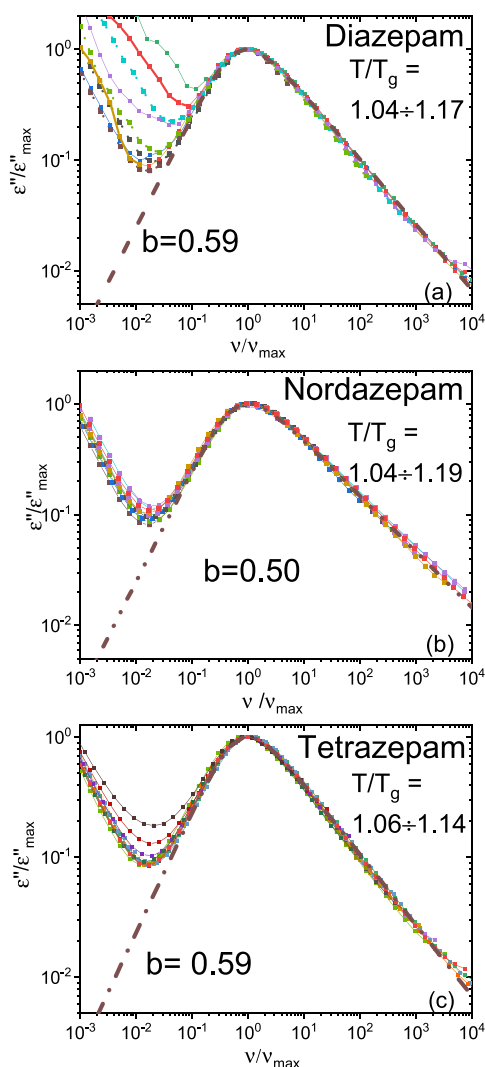 Diazepam
T/Tg =
1.04÷1.17
b=0.59
(a)
ε''/ε''max
10⁰
10⁻¹
10⁻²
10⁻³ 10⁻² 10⁻¹ 10⁰ 10¹ 10² 10³ 10⁴
ν/νmax
Nordazepam
T/Tg =
1.04÷1.19
b=0.50
(b)
ε''/ε''max
10⁰
10⁻¹
10⁻²
10⁻³ 10⁻² 10⁻¹ 10⁰ 10¹ 10² 10³ 10⁴
ν /νmax
Tetrazepam
T/Tg =
1.06÷1.14
b= 0.59
(c)
ε''/ε''max
10⁰
10⁻¹
10⁻²
10⁻³ 10⁻² 10⁻¹ 10⁰ 10¹ 10² 10³ 10⁴
ν/νmax